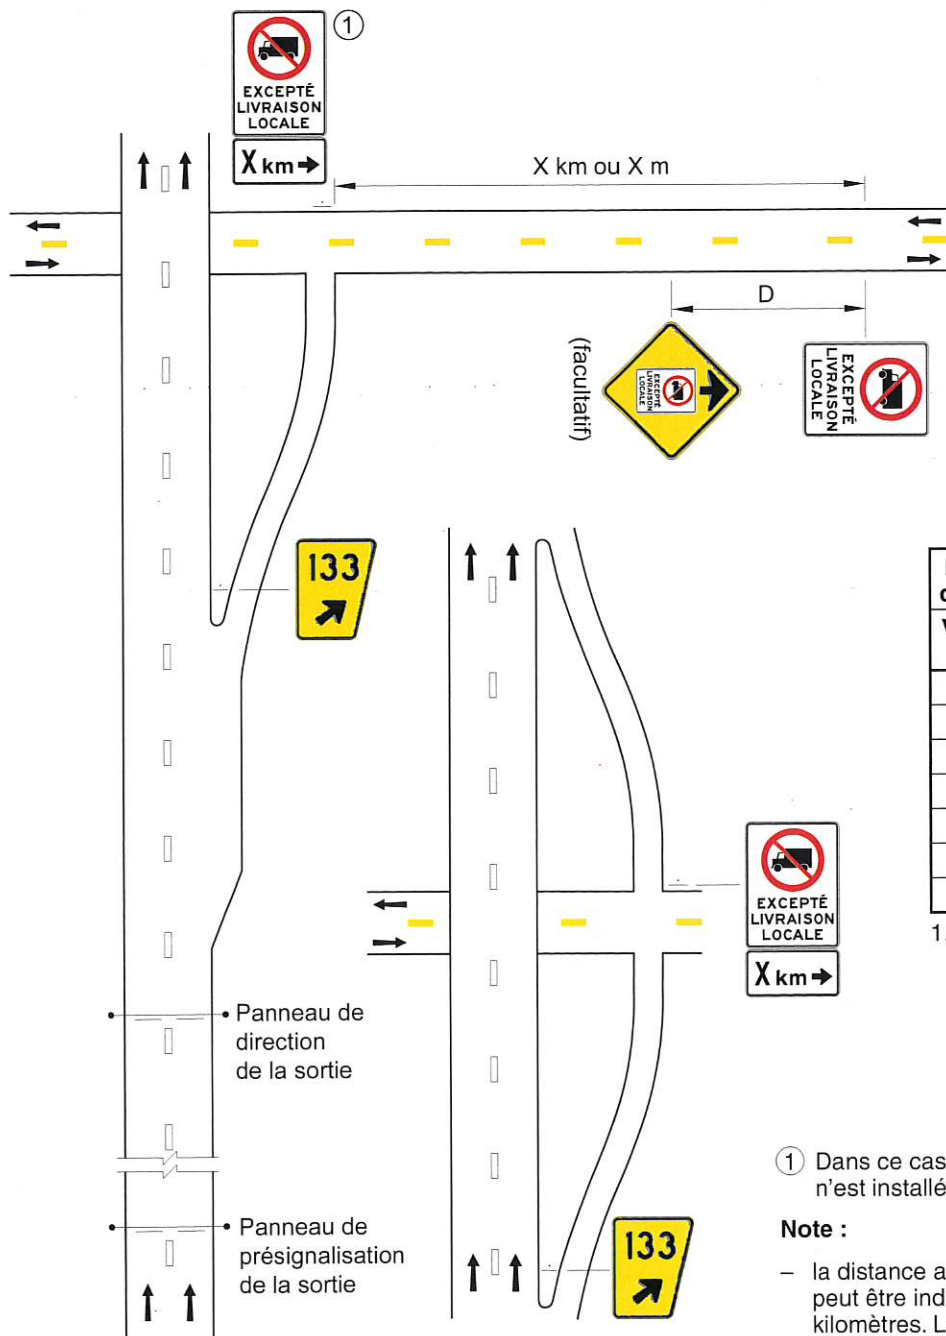 ①
EXCEPTÉ
LIVRAISON
LOCALE
X km
X km ou X m
D
(facultatif)
EXCEPTÉ
LIVRAISON
LOCALE
EXCEPTÉ
LIVRAISON
LOCALE
133
EXCEPTÉ
LIVRAISON
LOCALE
X km
1.
Panneau de
direction
de la sortie
Panneau de
présignalisation
de la sortie
133
① Dans ce cas
n'est installé
Note :
– la distance a
peut être ind
kilomètres. L